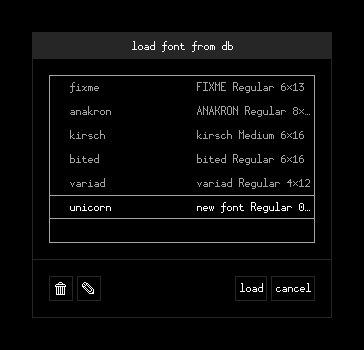 load font from db
fixme FIXME Regular 6×13
anakron ANAKRON Regular 8×…
kirsch kirsch Medium 6×16
bited bited Regular 6×16
variad variad Regular 4×12
unicorn new font Regular 0…
load cancel